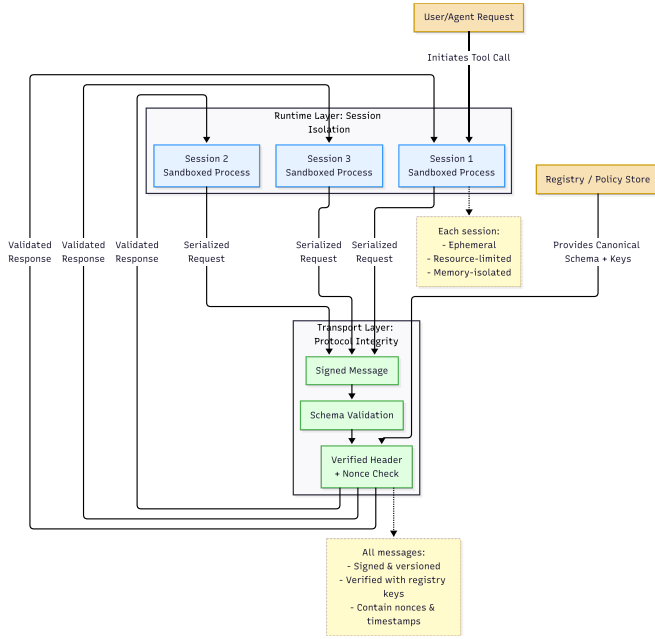 User/Agent Request
Initiates Tool Call
Runtime Layer: Session
Isolation
Session 2
Sandboxed Process
Session 3
Sandboxed Process
Session 1
Sandboxed Process
Registry / Policy Store
Each session:
- Ephemeral
- Resource-limited
- Memory-isolated
Validated
Response
Validated
Response
Validated
Response
Serialized
Request
Serialized
Request
Serialized
Request
Provides Canonical
Schema + Keys
Transport Layer:
Protocol Integrity
Signed Message
Schema Validation
Verified Header
+ Nonce Check
All messages:
- Signed & versioned
- Verified with registry
keys
- Contain nonces &
timestamps